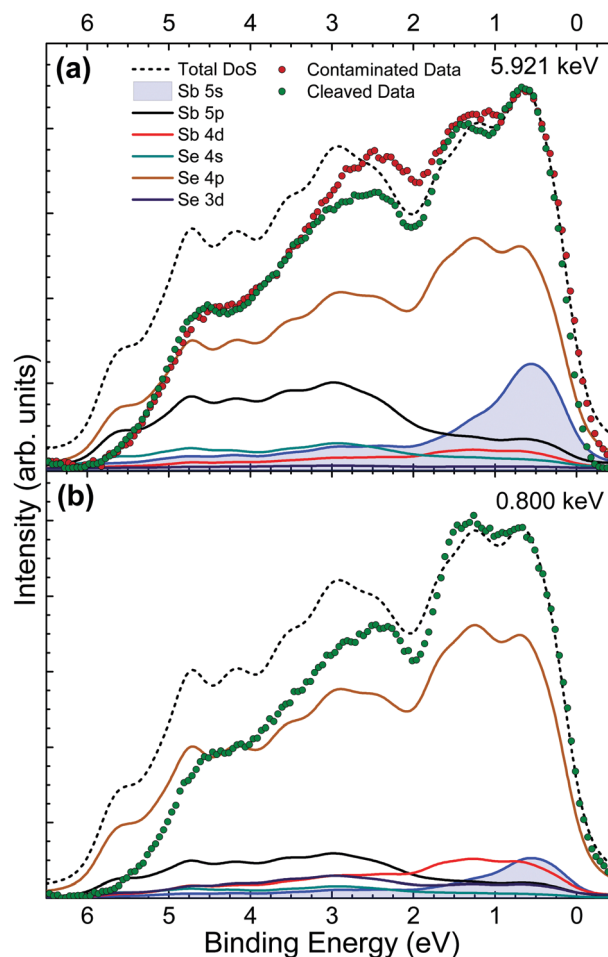 6 5 4 3 2 1 0
(a)
Total DoS
Sb 5s
Sb 5p
Sb 4d
Se 4s
Se 4p
Se 3d
Contaminated Data
Cleaved Data
5.921 keV
(b)
0.800 keV
Intensity (arb. units)
6 5 4 3 2 1 0
Binding Energy (eV)